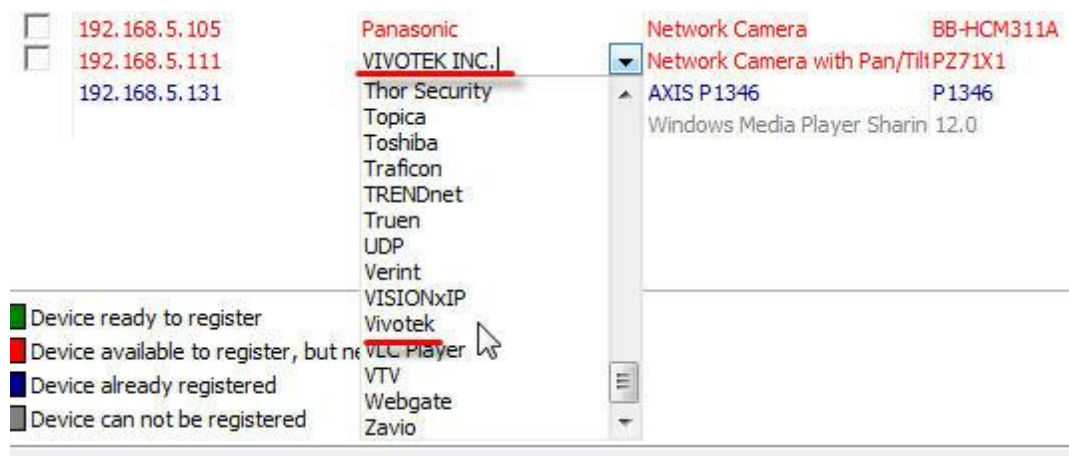 192.168.5.105 Panasonic Network Camera BB-HCM311A
192.168.5.111 VIVOTEK INC. Network Camera with Pan/Tilt PZ71X1
192.168.5.131 AXIS P1346 P1346
Windows Media Player Sharin 12.0
Thor Security
Topica
Toshiba
Traficon
TRENDnet
Truen
UDP
Verint
VISIONxIP
Vivotek
VLC Player
VTV
Webgate
Zavio
Device ready to register
Device available to register, but ne
Device already registered
Device can not be registered